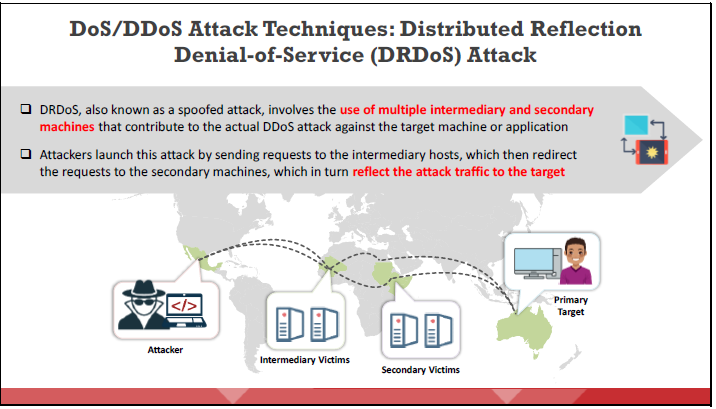 DoS/DDoS Attack Techniques: Distributed Reflection
Denial-of-Service (DRDoS) Attack
❑ DRDoS, also known as a spoofed attack, involves the use of multiple intermediary and secondary
machines that contribute to the actual DDoS attack against the target machine or application
❑ Attackers launch this attack by sending requests to the intermediary hosts, which then redirect
the requests to the secondary machines, which in turn reflect the attack traffic to the target
</>
Attacker
Intermediary Victims
Secondary Victims
Primary
Target